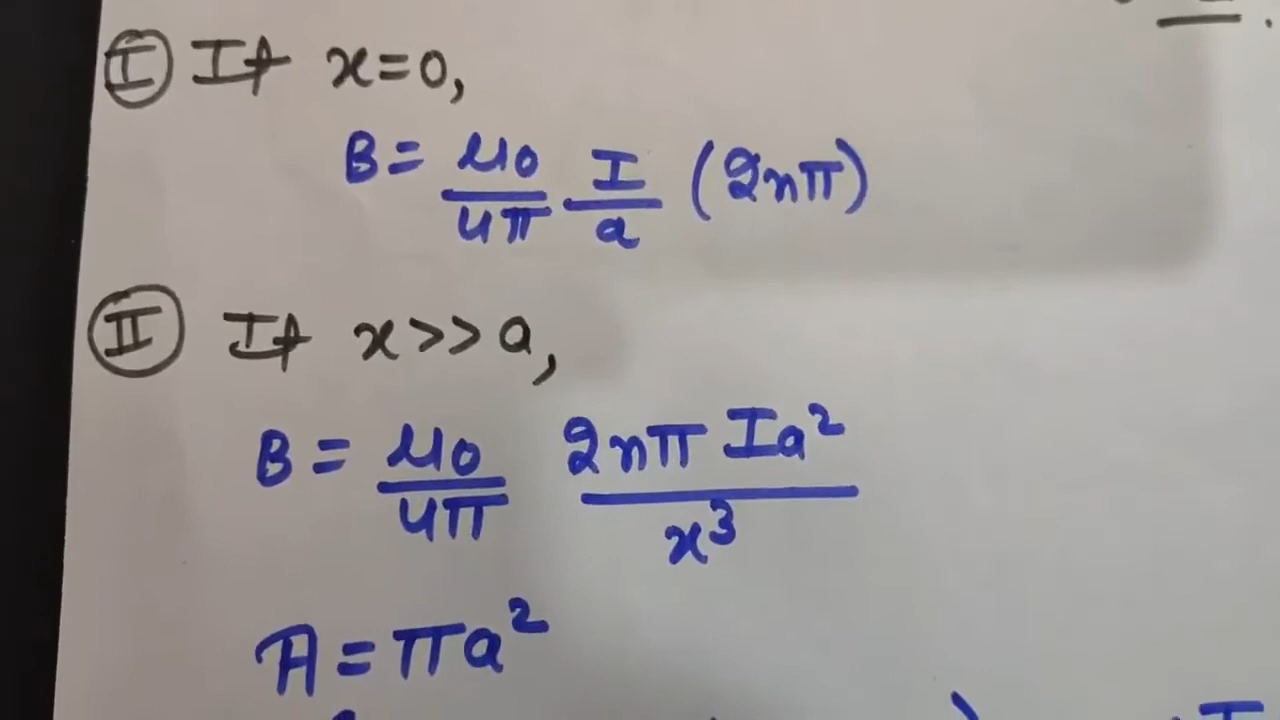 (I) If x=0,
B = μ0/4π I/a (2nπ)
(II) If x>>a,
B = μ0/4π 2nπIa²/x³
A = πa²